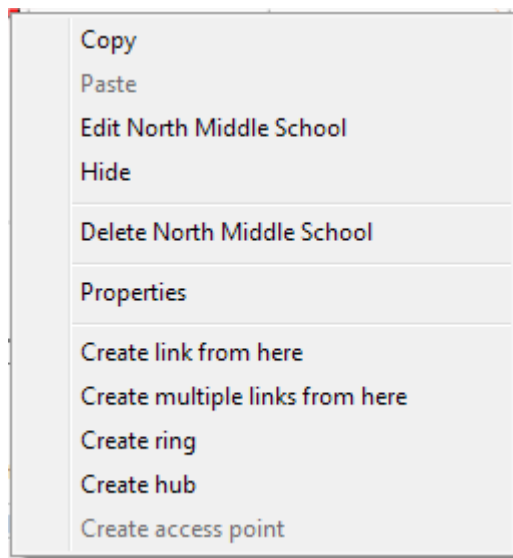 Copy
Paste
Edit North Middle School
Hide
Delete North Middle School
Properties
Create link from here
Create multiple links from here
Create ring
Create hub
Create access point